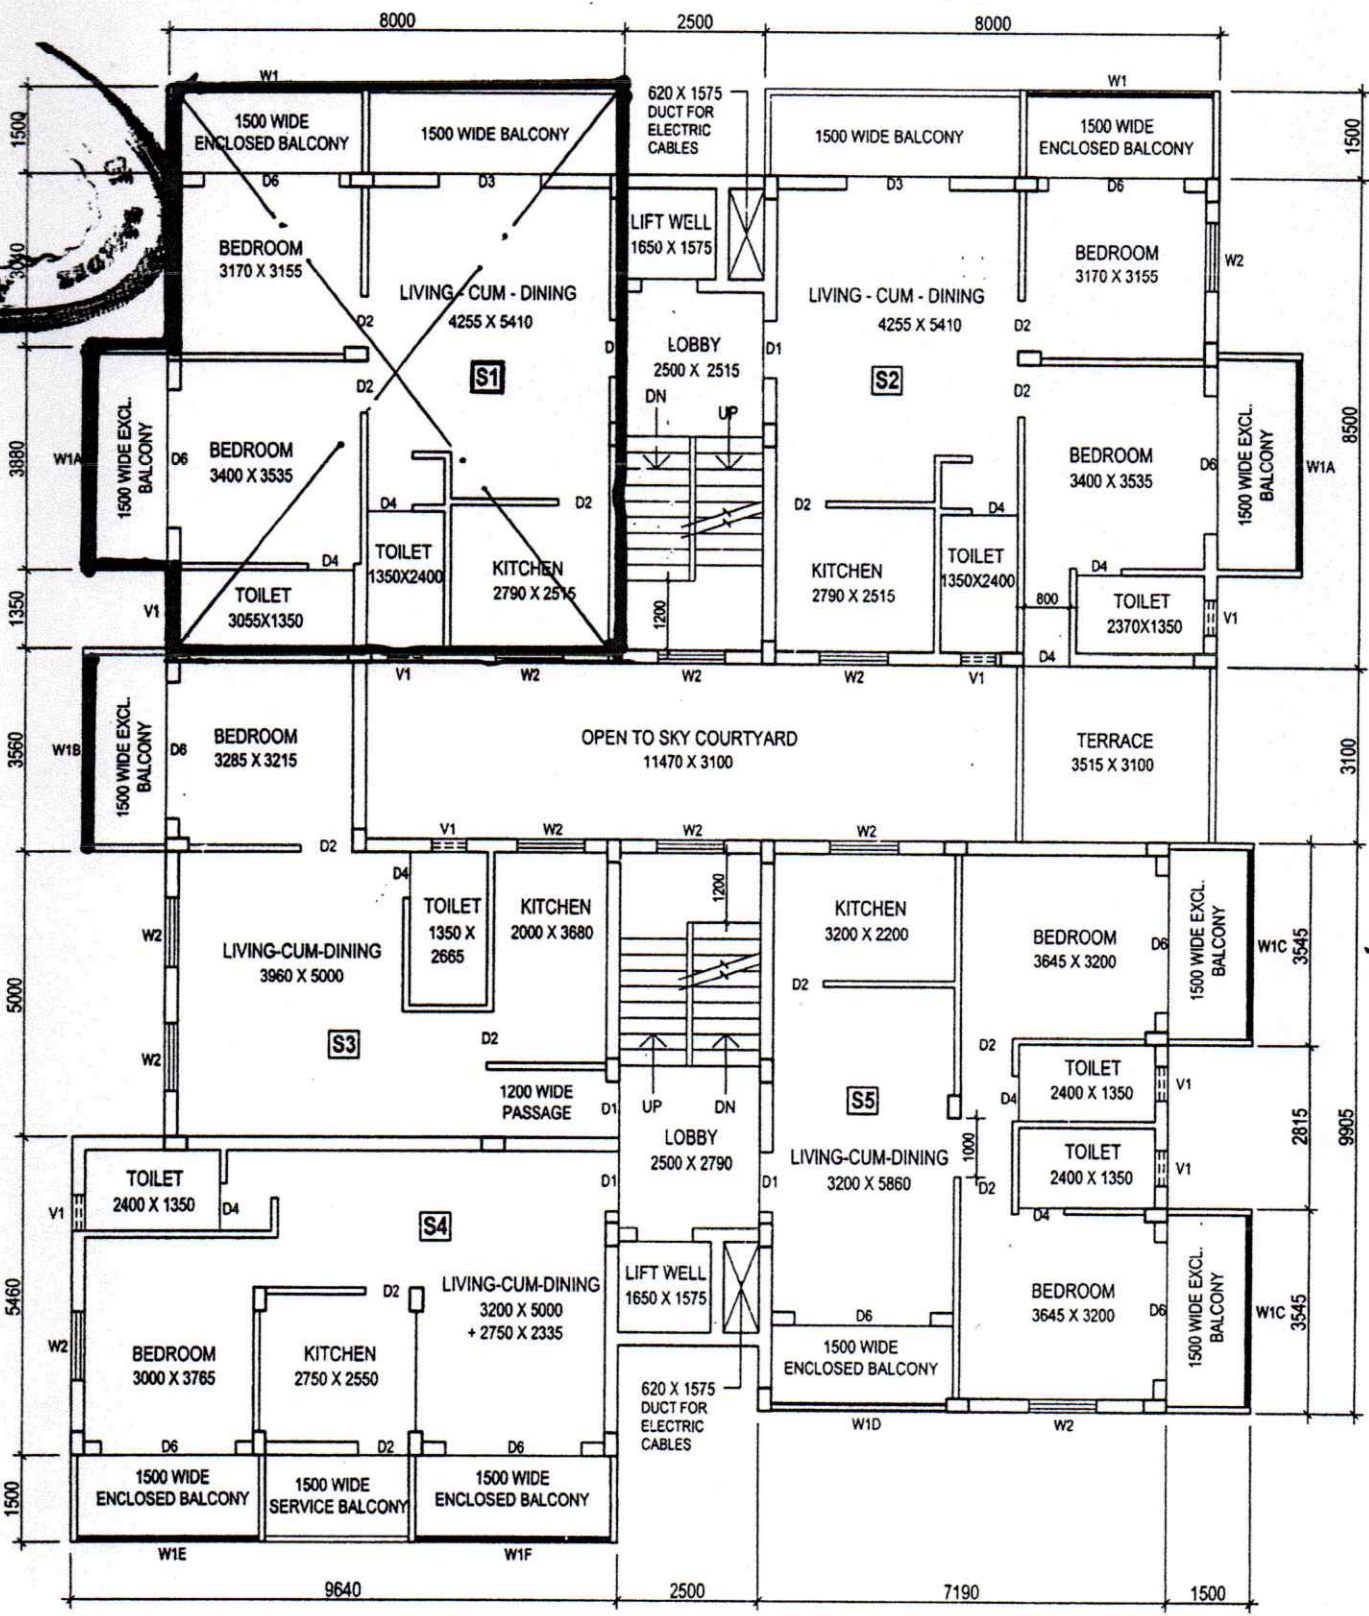 8000
2500
8000
W1
W1
1500
1500 WIDE
ENCLOSED BALCONY
1500 WIDE BALCONY
620 X 1575
DUCT FOR
ELECTRIC
CABLES
1500 WIDE BALCONY
1500 WIDE
ENCLOSED BALCONY
1500
D6
D3
D3
D6
3040
BEDROOM
3170 X 3155
LIFT WELL
1650 X 1575
BEDROOM
3170 X 3155
W2
LIVING - CUM - DINING
4255 X 5410
LIVING - CUM - DINING
4255 X 5410
D2
D
LOBBY
2500 X 2515
D1
D2
S1
S2
D2
DN
UP
D2
8500
3880
W1A
1500 WIDE EXCL.
BALCONY
D6
BEDROOM
3400 X 3535
BEDROOM
3400 X 3535
D6
1500 WIDE EXCL.
BALCONY
W1A
D4
D2
D2
D4
TOILET
1350X2400
KITCHEN
2790 X 2515
KITCHEN
2790 X 2515
TOILET
1350X2400
D4
D4
1350
V1
TOILET
3055X1350
1200
800
TOILET
2370X1350
V1
D4
V1
W2
W2
W2
V1
3560
W1B
1500 WIDE EXCL.
BALCONY
D6
BEDROOM
3285 X 3215
OPEN TO SKY COURTYARD
11470 X 3100
TERRACE
3515 X 3100
3100
D2
V1
W2
W2
W2
D4
TOILET
1350 X
2665
KITCHEN
2000 X 3680
1200
KITCHEN
3200 X 2200
BEDROOM
3645 X 3200
D6
1500 WIDE EXCL.
BALCONY
W1C
3545
5000
W2
LIVING-CUM-DINING
3960 X 5000
D2
S3
D2
D2
W2
1200 WIDE
PASSAGE
D1
UP
DN
S5
TOILET
2400 X 1350
D4
V1
2815
9905
LOBBY
2500 X 2790
1000
LIVING-CUM-DINING
3200 X 5860
TOILET
2400 X 1350
V1
TOILET
2400 X 1350
V1
D4
D1
D1
D2
D4
S4
5460
LIVING-CUM-DINING
3200 X 5000
+ 2750 X 2335
D2
LIFT WELL
1650 X 1575
BEDROOM
3645 X 3200
D6
1500 WIDE EXCL.
BALCONY
W1C
3545
W2
D6
BEDROOM
3000 X 3765
KITCHEN
2750 X 2550
1500 WIDE
ENCLOSED BALCONY
620 X 1575
DUCT FOR
ELECTRIC
CABLES
W1D
W2
D6
D2
D6
1500
1500 WIDE
ENCLOSED BALCONY
1500 WIDE
SERVICE BALCONY
1500 WIDE
ENCLOSED BALCONY
W1E
W1F
9640
2500
7190
1500